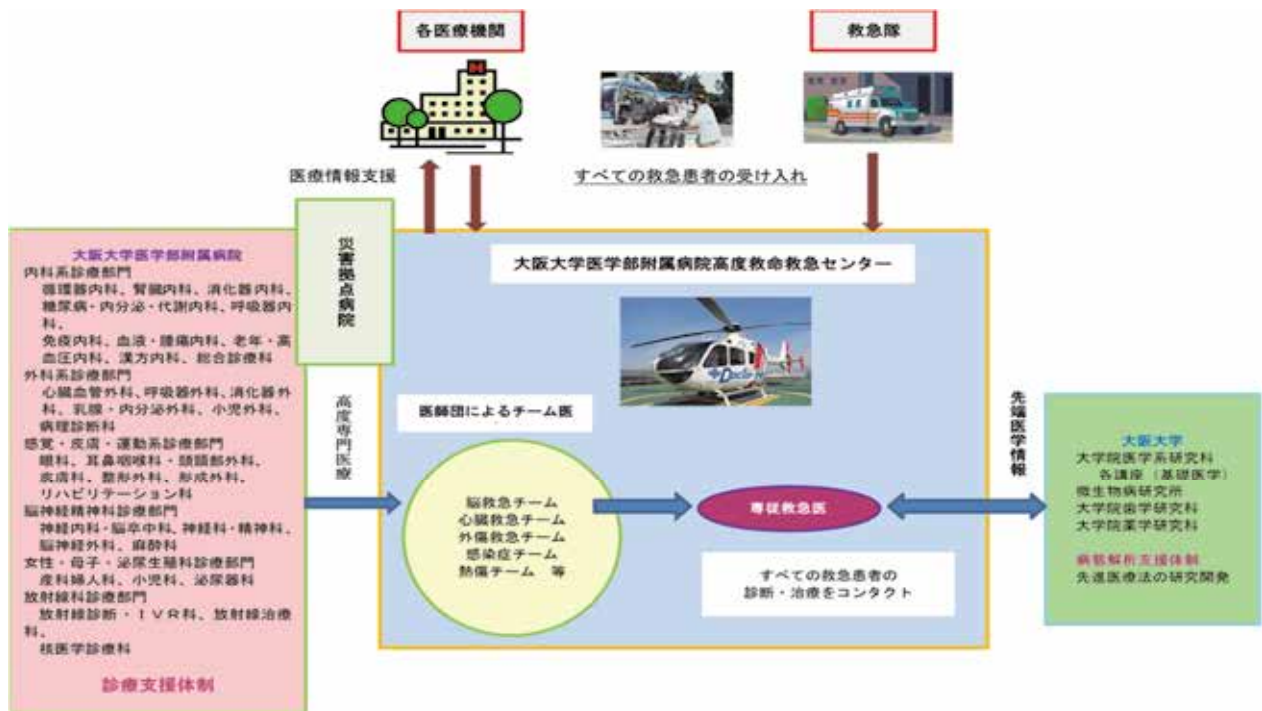 各医療機関
救急隊
医療情報支援
すべての救急患者の受け入れ
災害拠点病院
大阪大学医学部附属病院高度救命救急センター
大阪大学医学部附属病院
内科系診療部門
循環器内科、腎臓内科、消化器内科、
糖尿病・内分泌・代謝内科、呼吸器内
科、
免疫内科、血液・腫瘍内科、老年・高
血圧内科、漢方内科、総合診療科
外科系診療部門
心臓血管外科、呼吸器外科、消化器外
科、乳腺・内分泌外科、小児外科、
病理診断科
感覚・皮膚・運動系診療部門
眼科、耳鼻咽喉科・頭頸部外科、
皮膚科、整形外科、形成外科、
リハビリテーション科
脳神経精神科診療部門
神経内科・脳卒中科、神経科・精神科、
脳神経外科、麻酔科
女性・母子・泌尿生殖科診療部門
産科婦人科、小児科、泌尿器科
放射線科診療部門
放射線診断・IVR科、放射線治療
科、
核医学診療科
診療支援体制
高度専門医療
Doctor
医師団によるチーム医
脳救急チーム
心臓救急チーム
外傷救急チーム
感染症チーム
熱傷チーム 等
専従救急医
すべての救急患者の
診断・治療をコンタクト
先端医学情報
大阪大学
大学院医学系研究科
各講座（基礎医学）
微生物病研究所
大学院歯学研究科
大学院薬学研究科
病態解析支援体制
先進医療法の研究開発